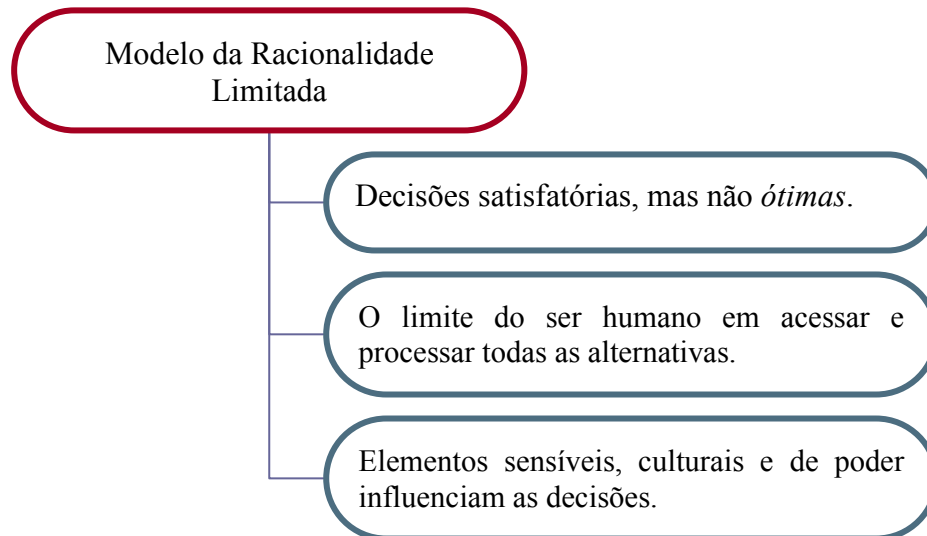 Modelo da Racionalidade
Limitada
Decisões satisfatórias, mas não ótimas.
O limite do ser humano em acessar e
processar todas as alternativas.
Elementos sensíveis, culturais e de poder
influenciam as decisões.